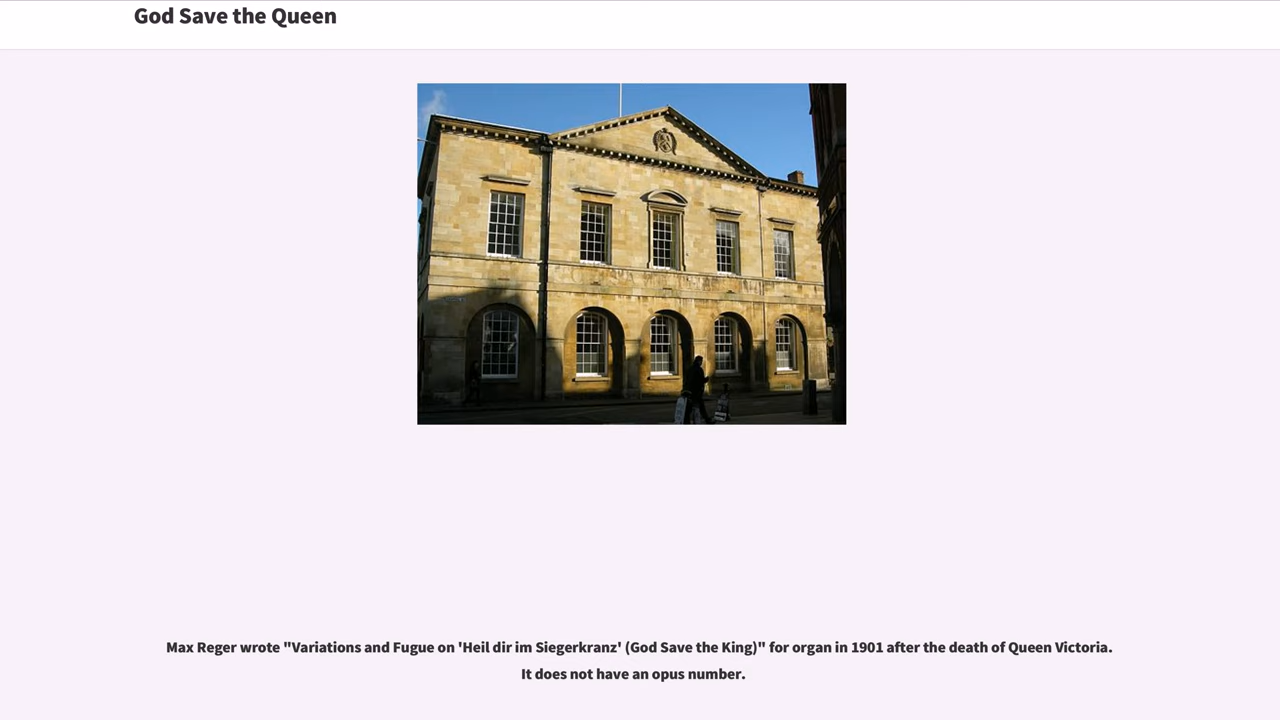 God Save the Queen
Max Reger wrote "Variations and Fugue on 'Heil dir im Siegerkranz' (God Save the King)" for organ in 1901 after the death of Queen Victoria.
It does not have an opus number.